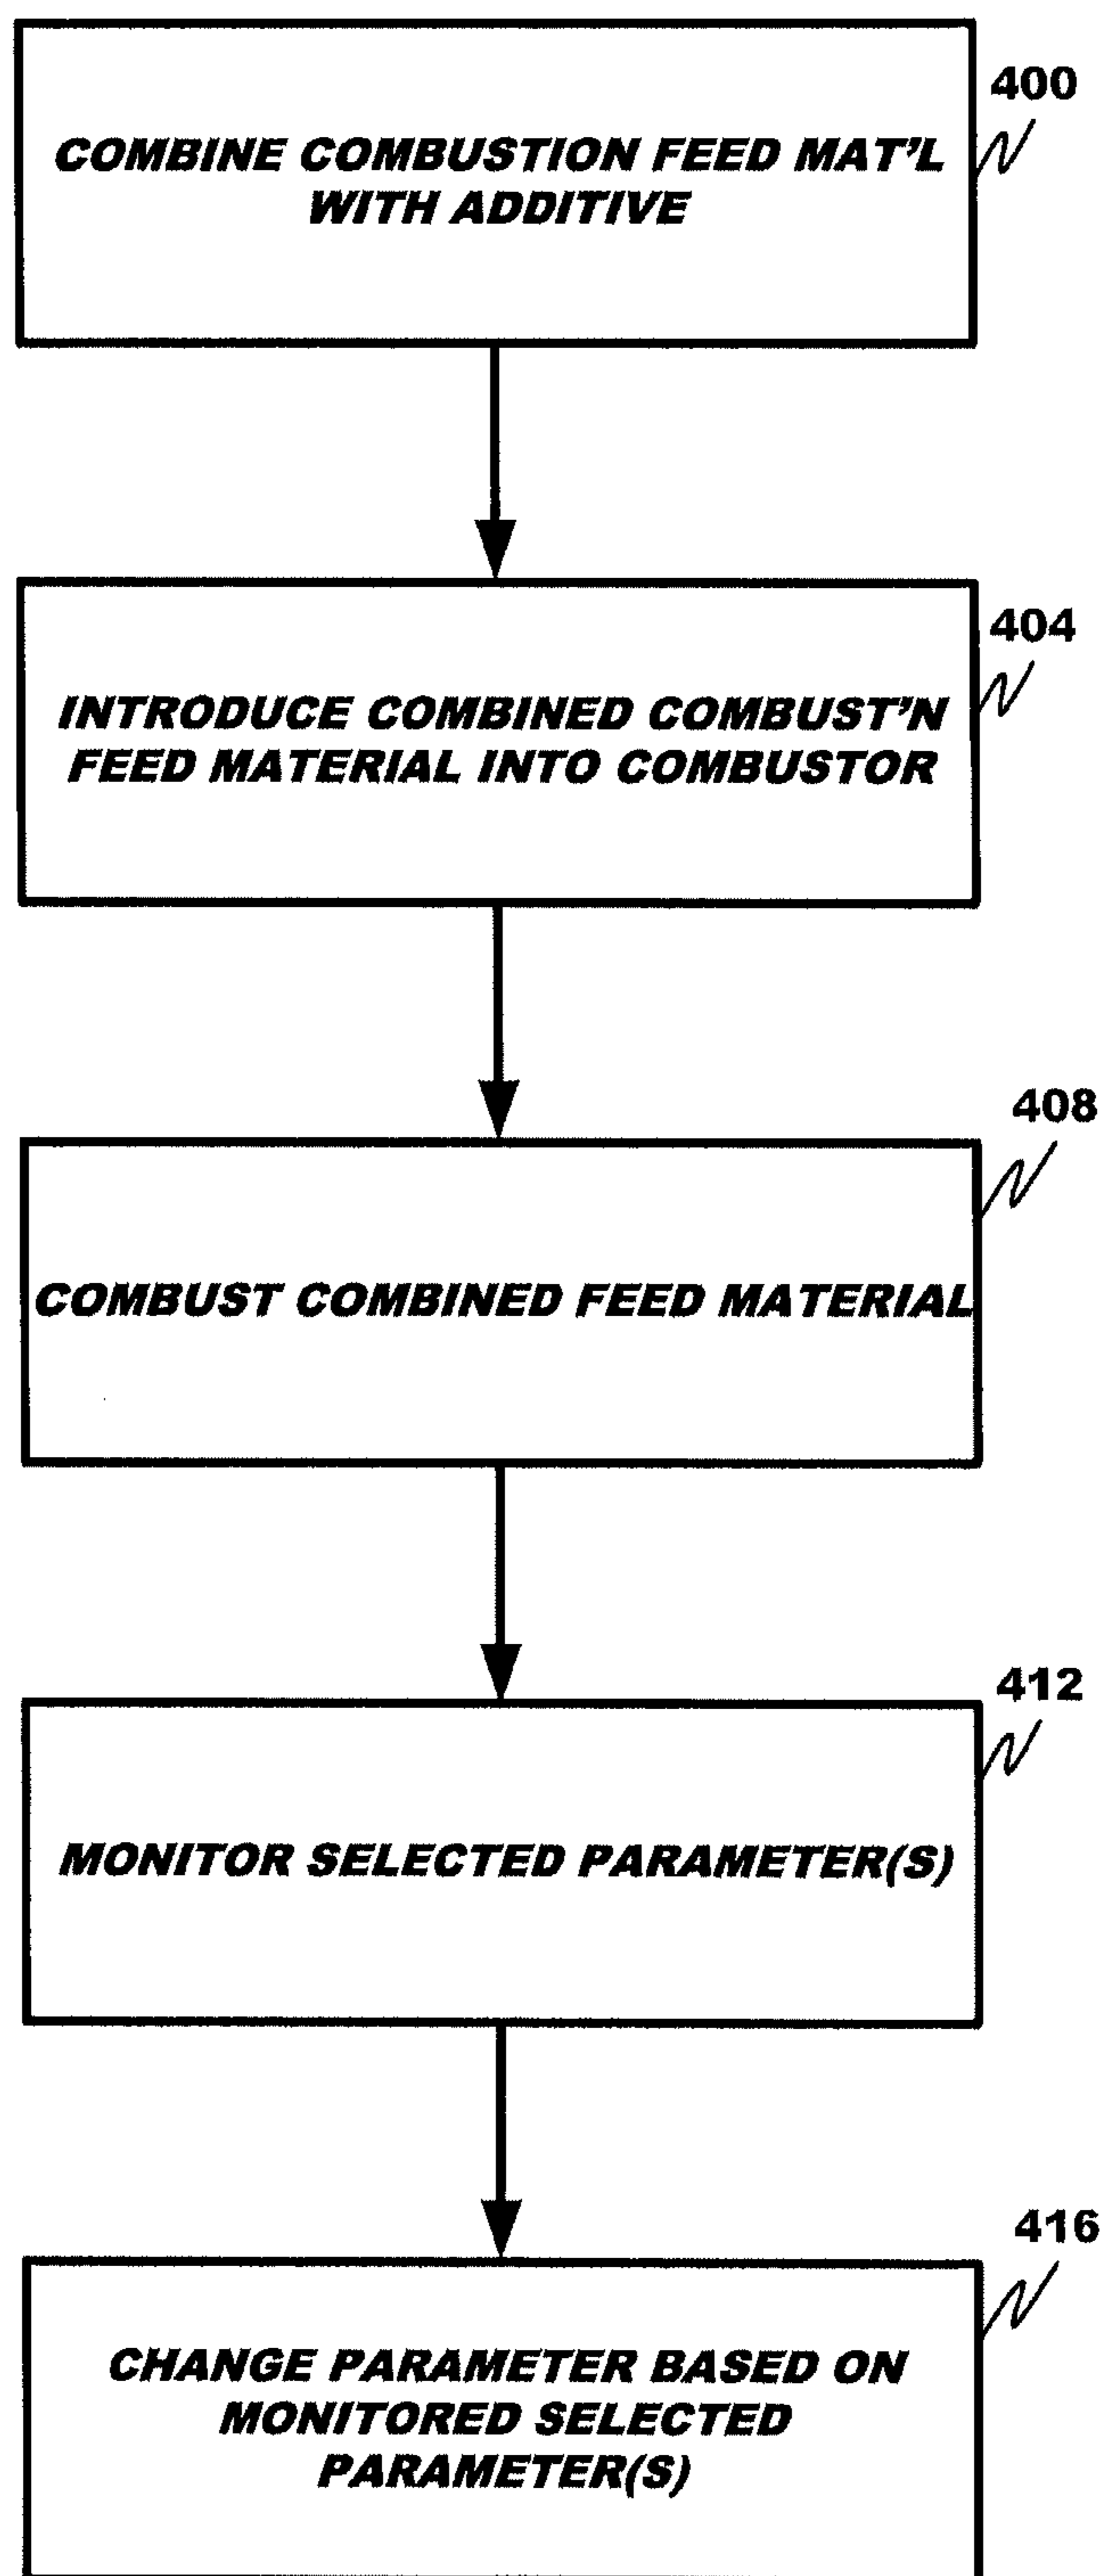 400
COMBINE COMBUSTION FEED MAT'L
WITH ADDITIVE
404
INTRODUCE COMBINED COMBUST'N
FEED MATERIAL INTO COMBUSTOR
408
COMBUST COMBINED FEED MATERIAL
412
MONITOR SELECTED PARAMETER(S)
416
CHANGE PARAMETER BASED ON
MONITORED SELECTED
PARAMETER(S)